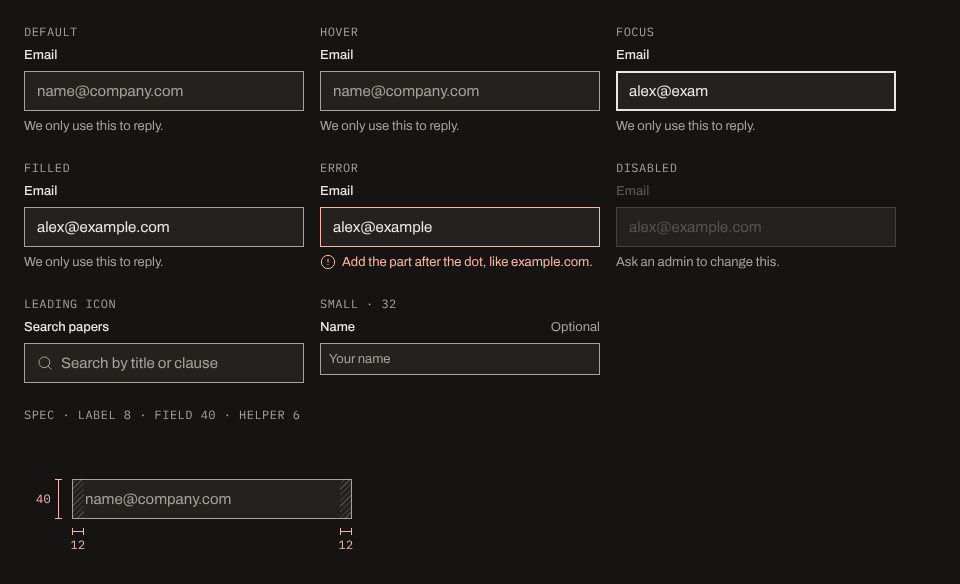 DEFAULT
Email
name@company.com
We only use this to reply.
HOVER
Email
name@company.com
We only use this to reply.
FOCUS
Email
alex@exam
We only use this to reply.
FILLED
Email
alex@example.com
We only use this to reply.
ERROR
Email
alex@example
Add the part after the dot, like example.com.
DISABLED
Email
alex@example.com
Ask an admin to change this.
LEADING ICON
Search papers
Search by title or clause
SMALL · 32
Name Optional
Your name
SPEC · LABEL 8 · FIELD 40 · HELPER 6
40
name@company.com
12 12